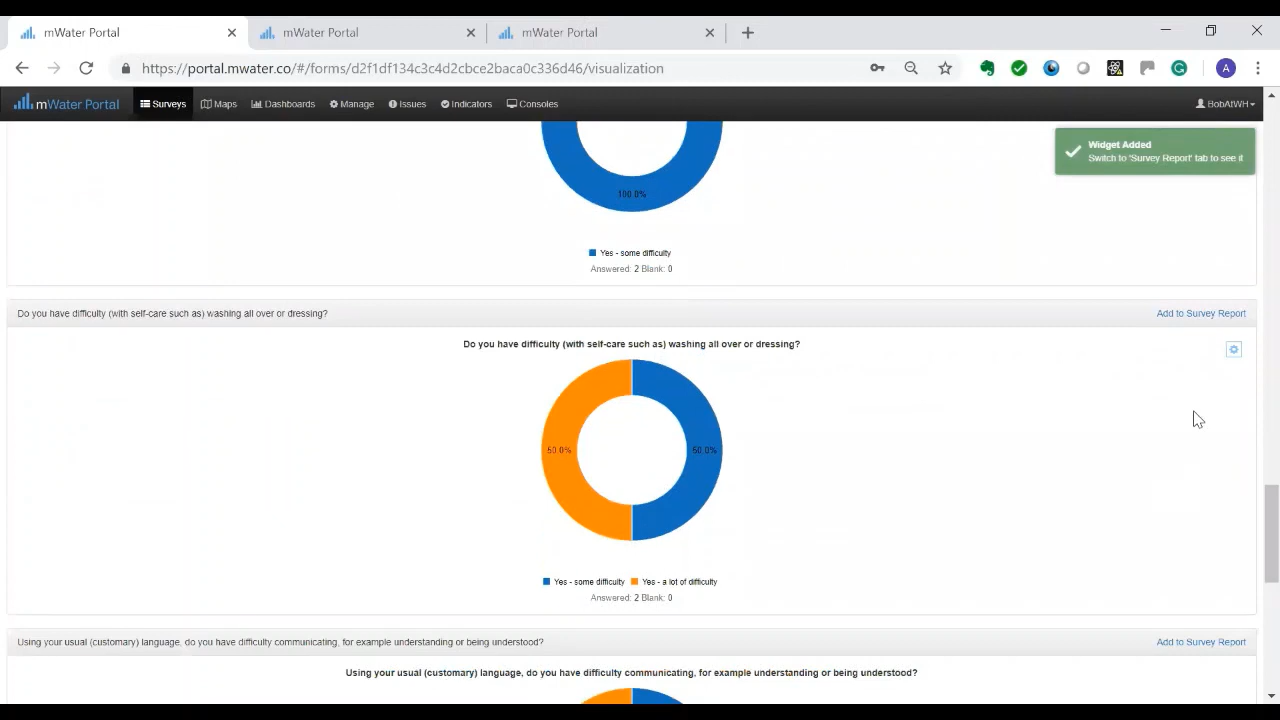 mWater Portal
mWater Portal
mWater Portal
https://portal.mwater.co/#/forms/d2f1df134c3c4d2cbce2baca0c336d46/visualization
A
mWater Portal
Surveys
Maps
Dashboards
Manage
Issues
Indicators
Consoles
BobAtWH
Widget Added
Switch to 'Survey Report' tab to see it
100.0%
Yes - some difficulty
Answered: 2 Blank: 0
Do you have difficulty (with self-care such as) washing all over or dressing?
Add to Survey Report
Do you have difficulty (with self-care such as) washing all over or dressing?
50.0%
50.0%
Yes - some difficulty
Yes - a lot of difficulty
Answered: 2 Blank: 0
Using your usual (customary) language, do you have difficulty communicating, for example understanding or being understood?
Add to Survey Report
Using your usual (customary) language, do you have difficulty communicating, for example understanding or being understood?